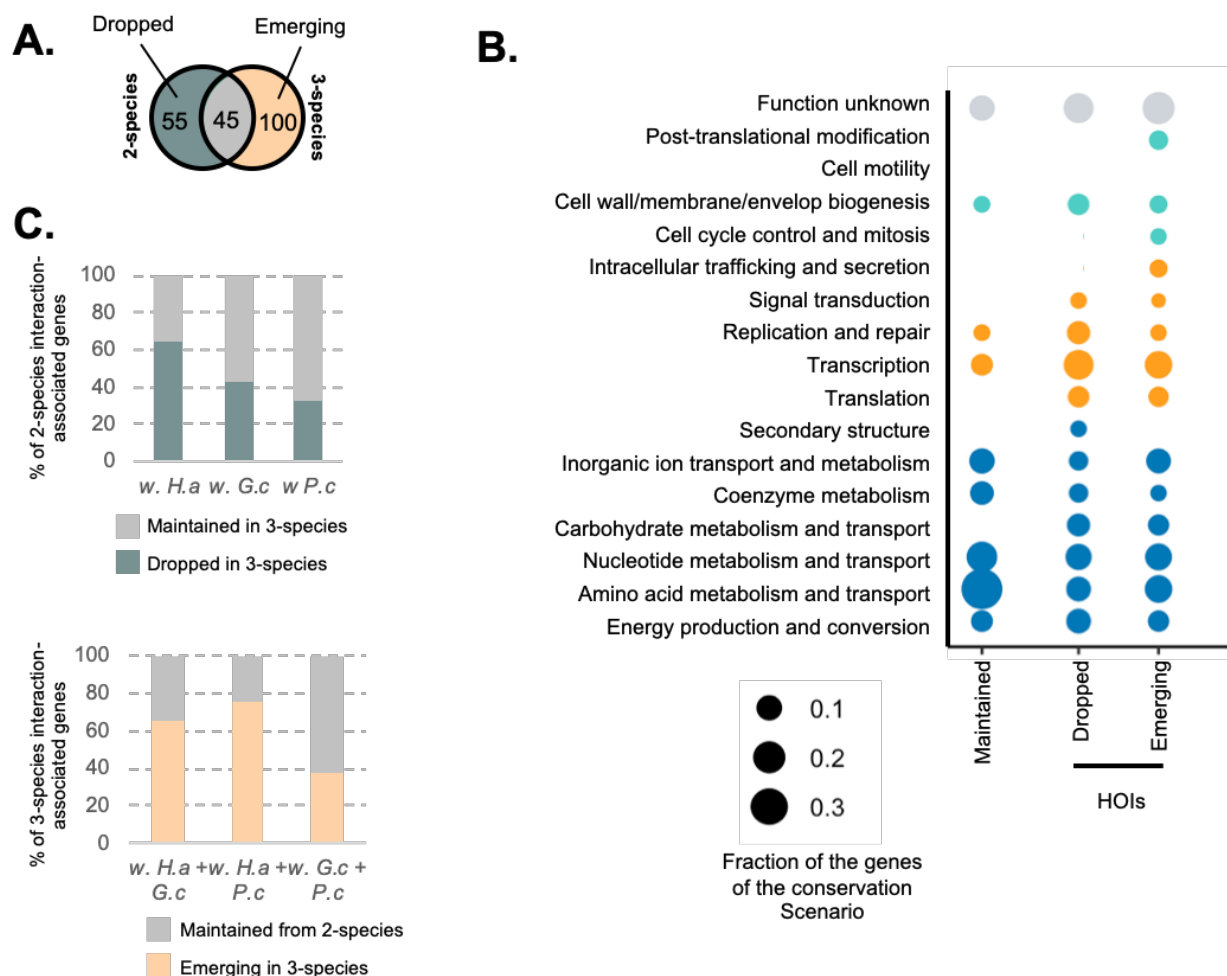 A.
Dropped
Emerging
2-species
55
45
100
3-species
B.
Function unknown
Post-translational modification
Cell motility
Cell wall/membrane/envelop biogenesis
Cell cycle control and mitosis
Intracellular trafficking and secretion
Signal transduction
Replication and repair
Transcription
Translation
Secondary structure
Inorganic ion transport and metabolism
Coenzyme metabolism
Carbohydrate metabolism and transport
Nucleotide metabolism and transport
Amino acid metabolism and transport
Energy production and conversion
Maintained
Dropped
Emerging
HOIs
0.1
0.2
0.3
Fraction of the genes
of the conservation
Scenario
C.
% of 2-species interaction-
associated genes
100
80
60
40
20
0
w. H.a w. G.c w P.c
Maintained in 3-species
Dropped in 3-species
% of 3-species interaction-
associated genes
100
80
60
40
20
0
w. H.a +w. H.a +w. G.c +
G.c P.c P.c
Maintained from 2-species
Emerging in 3-species